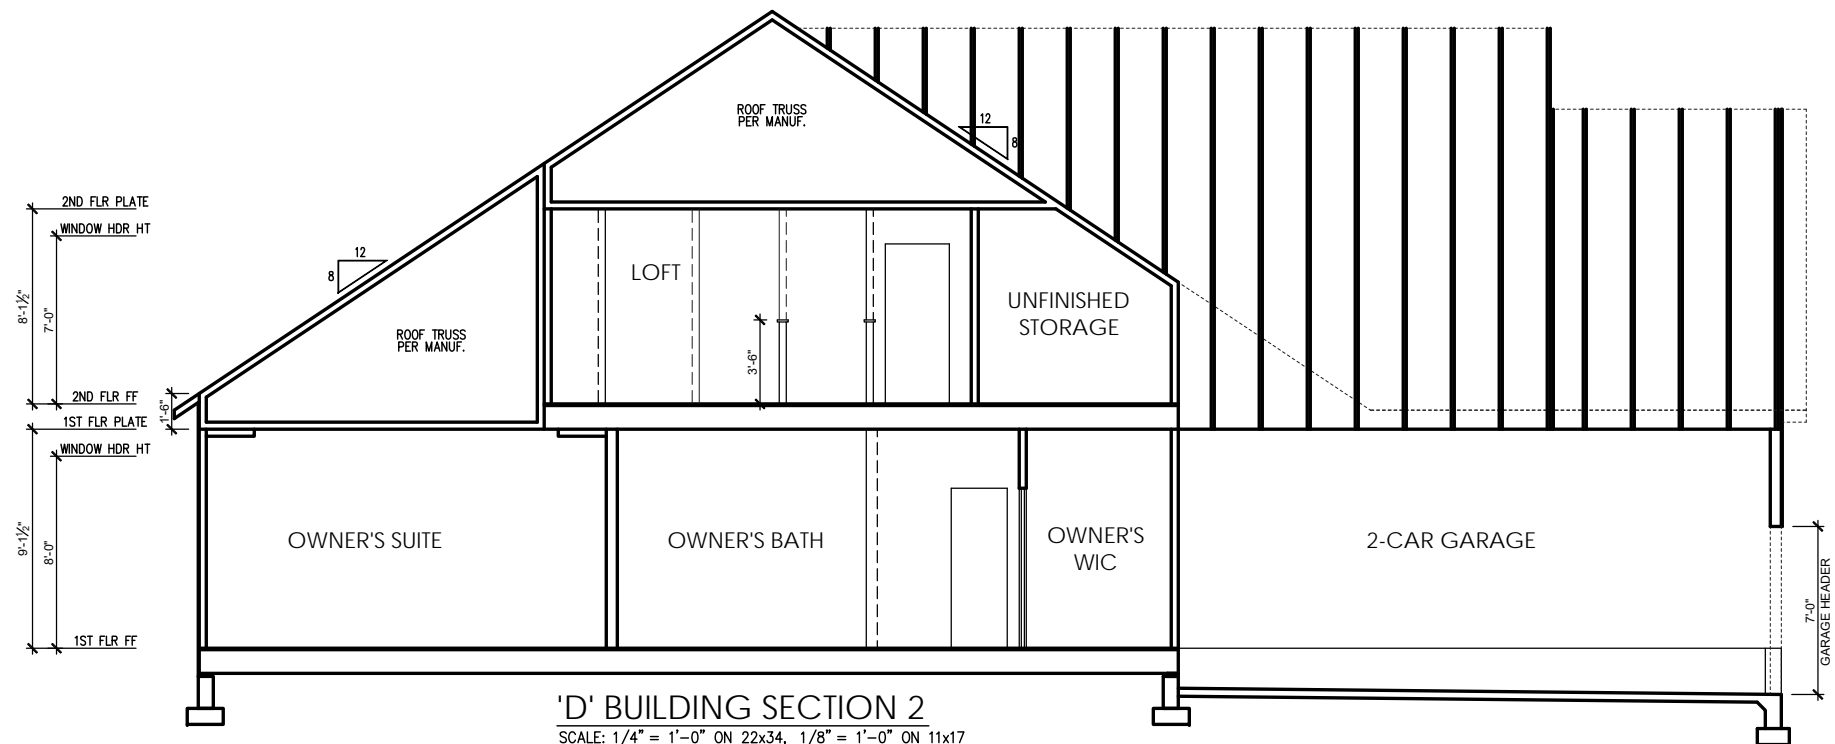 ROOF TRUSS
PER MANUF.
12
8
2ND FLR PLATE
WINDOW HDR HT
12
8
LOFT
UNFINISHED
STORAGE
8'-1½"
7'-0"
ROOF TRUSS
PER MANUF.
3'-6"
2ND FLR FF
1'-6"
1ST FLR PLATE
WINDOW HDR HT
9'-1½"
8'-0"
OWNER'S SUITE
OWNER'S BATH
OWNER'S
WIC
2-CAR GARAGE
7'-0"
GARAGE HEADER
1ST FLR FF
'D' BUILDING SECTION 2
SCALE: 1/4" = 1'-0" ON 22x34, 1/8" = 1'-0" ON 11x17